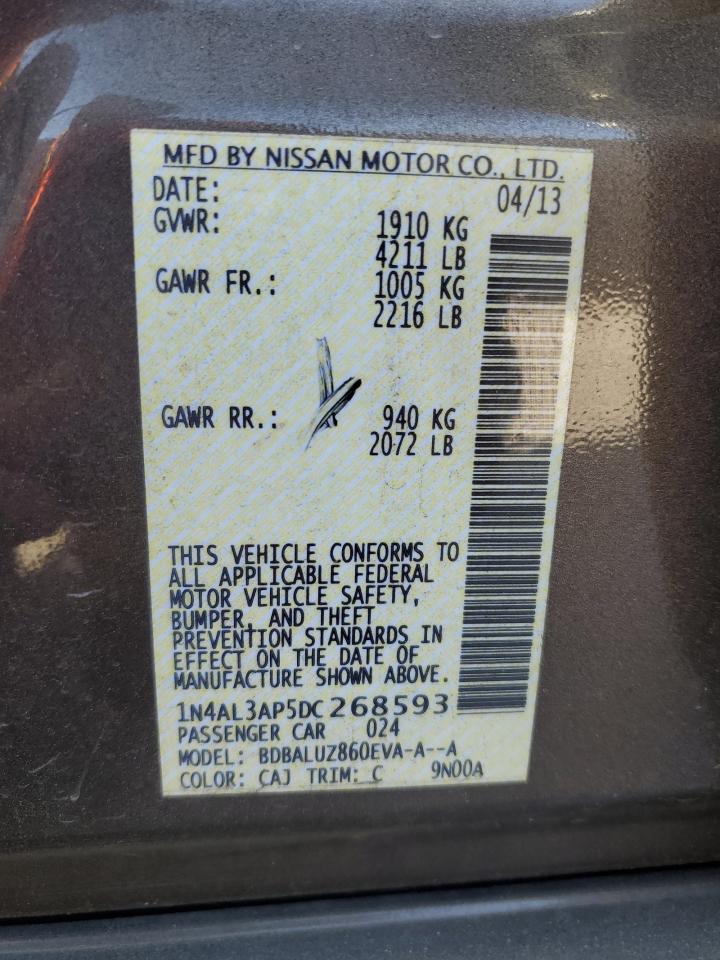 MFD BY NISSAN MOTOR CO., LTD.
DATE: 04/13
GVWR: 1910 KG
4211 LB
GAWR FR.: 1005 KG
2216 LB
GAWR RR.: 940 KG
2072 LB
THIS VEHICLE CONFORMS TO
ALL APPLICABLE FEDERAL
MOTOR VEHICLE SAFETY,
BUMPER, AND THEFT
PREVENTION STANDARDS IN
EFFECT ON THE DATE OF
MANUFACTURE SHOWN ABOVE.
1N4AL3AP5DC268593
PASSENGER CAR 024
MODEL: BDBALUZ860EVA-A--A
COLOR: CAJ TRIM: C 9N00A